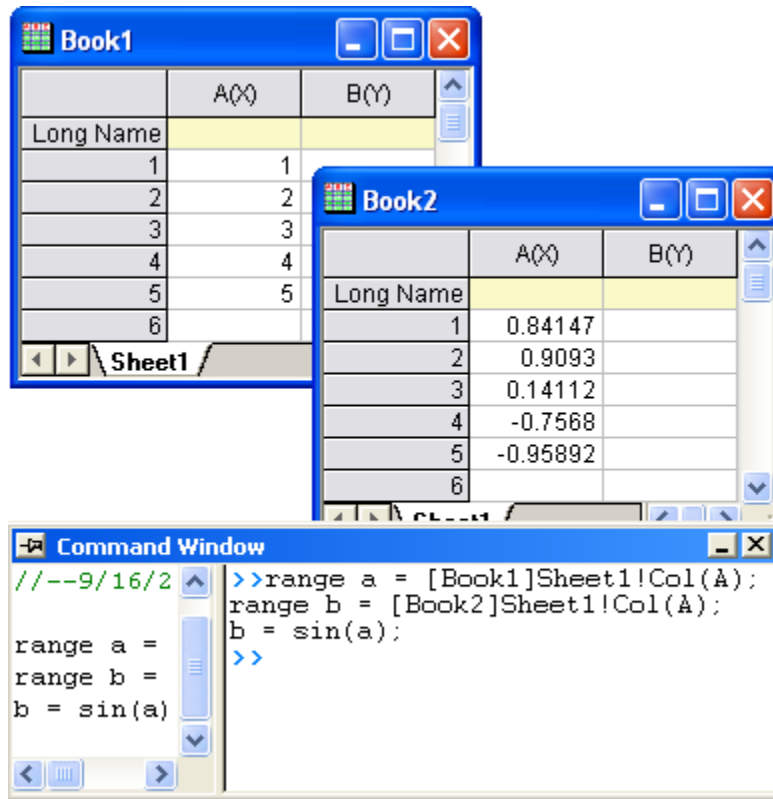 Book1
A(X) B(Y)
Long Name
1 1
2 2
3 3
4 4
5 5
6
Sheet1
Book2
A(X) B(Y)
Long Name
1 0.84147
2 0.9093
3 0.14112
4 -0.7568
5 -0.95892
6
Sheet1
Command Window
//--9/16/2
range a =
range b =
b = sin(a)
>>range a = [Book1]Sheet1!Col(A);
range b = [Book2]Sheet1!Col(A);
b = sin(a);
>>